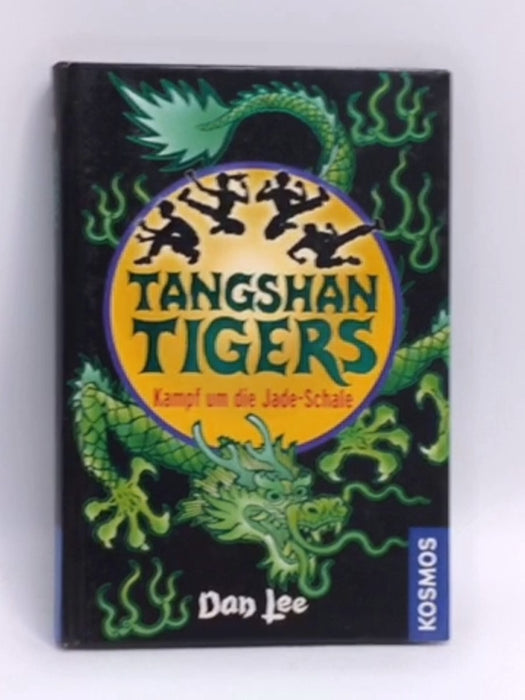 TANGSHAN
TIGERS
Kampf um die Jade-Schale
Dan Lee
KOSMOS